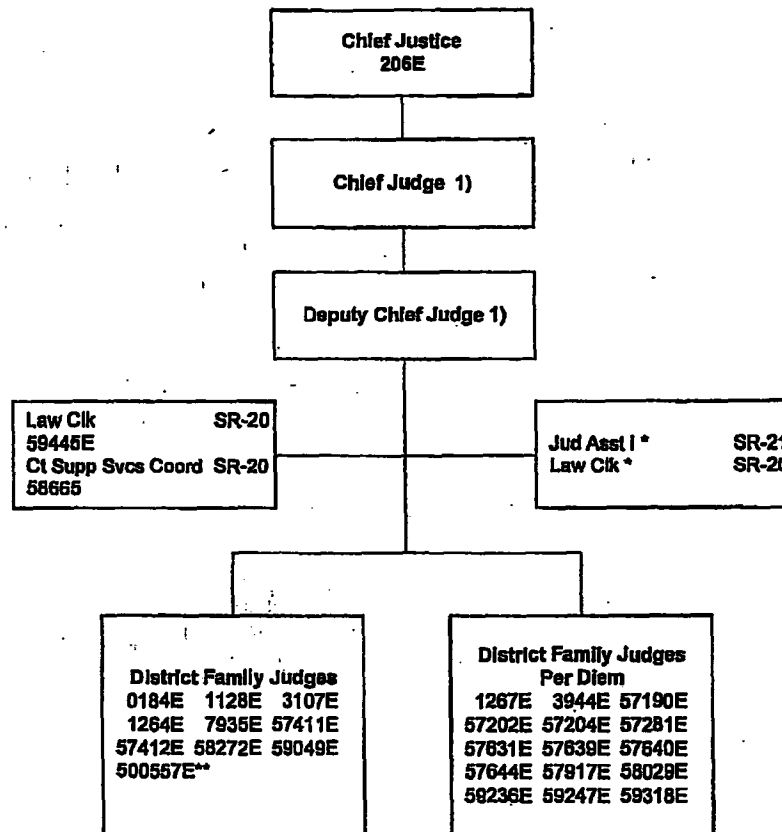 Chief Justice
206E
Chief Judge 1)
Deputy Chief Judge 1)
Law Clk SR-20
59445E
Ct Supp Svcs Coord SR-20
58665
Jud Asst I * SR-21
Law Clk * SR-20
District Family Judges
0184E 1128E 3107E
1264E 7935E 57411E
57412E 58272E 59049E
500557E**
District Family Judges
Per Diem
1267E 3944E 57190E
57202E 57204E 57281E
57631E 57639E 57640E
57644E 57917E 58029E
59236E 59247E 59318E